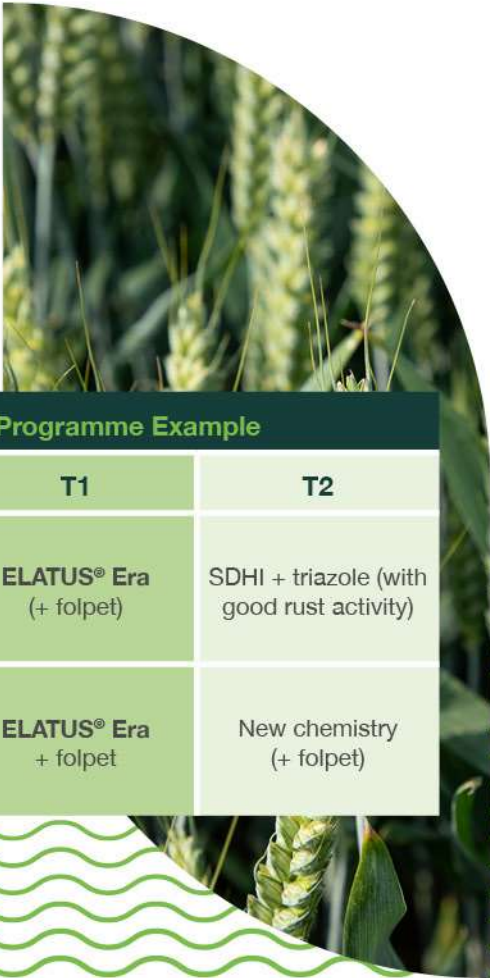 Programme Example
T1
T2
ELATUS® Era
(+ folpet)
SDHI + triazole (with
good rust activity)
ELATUS® Era
+ folpet
New chemistry
(+ folpet)